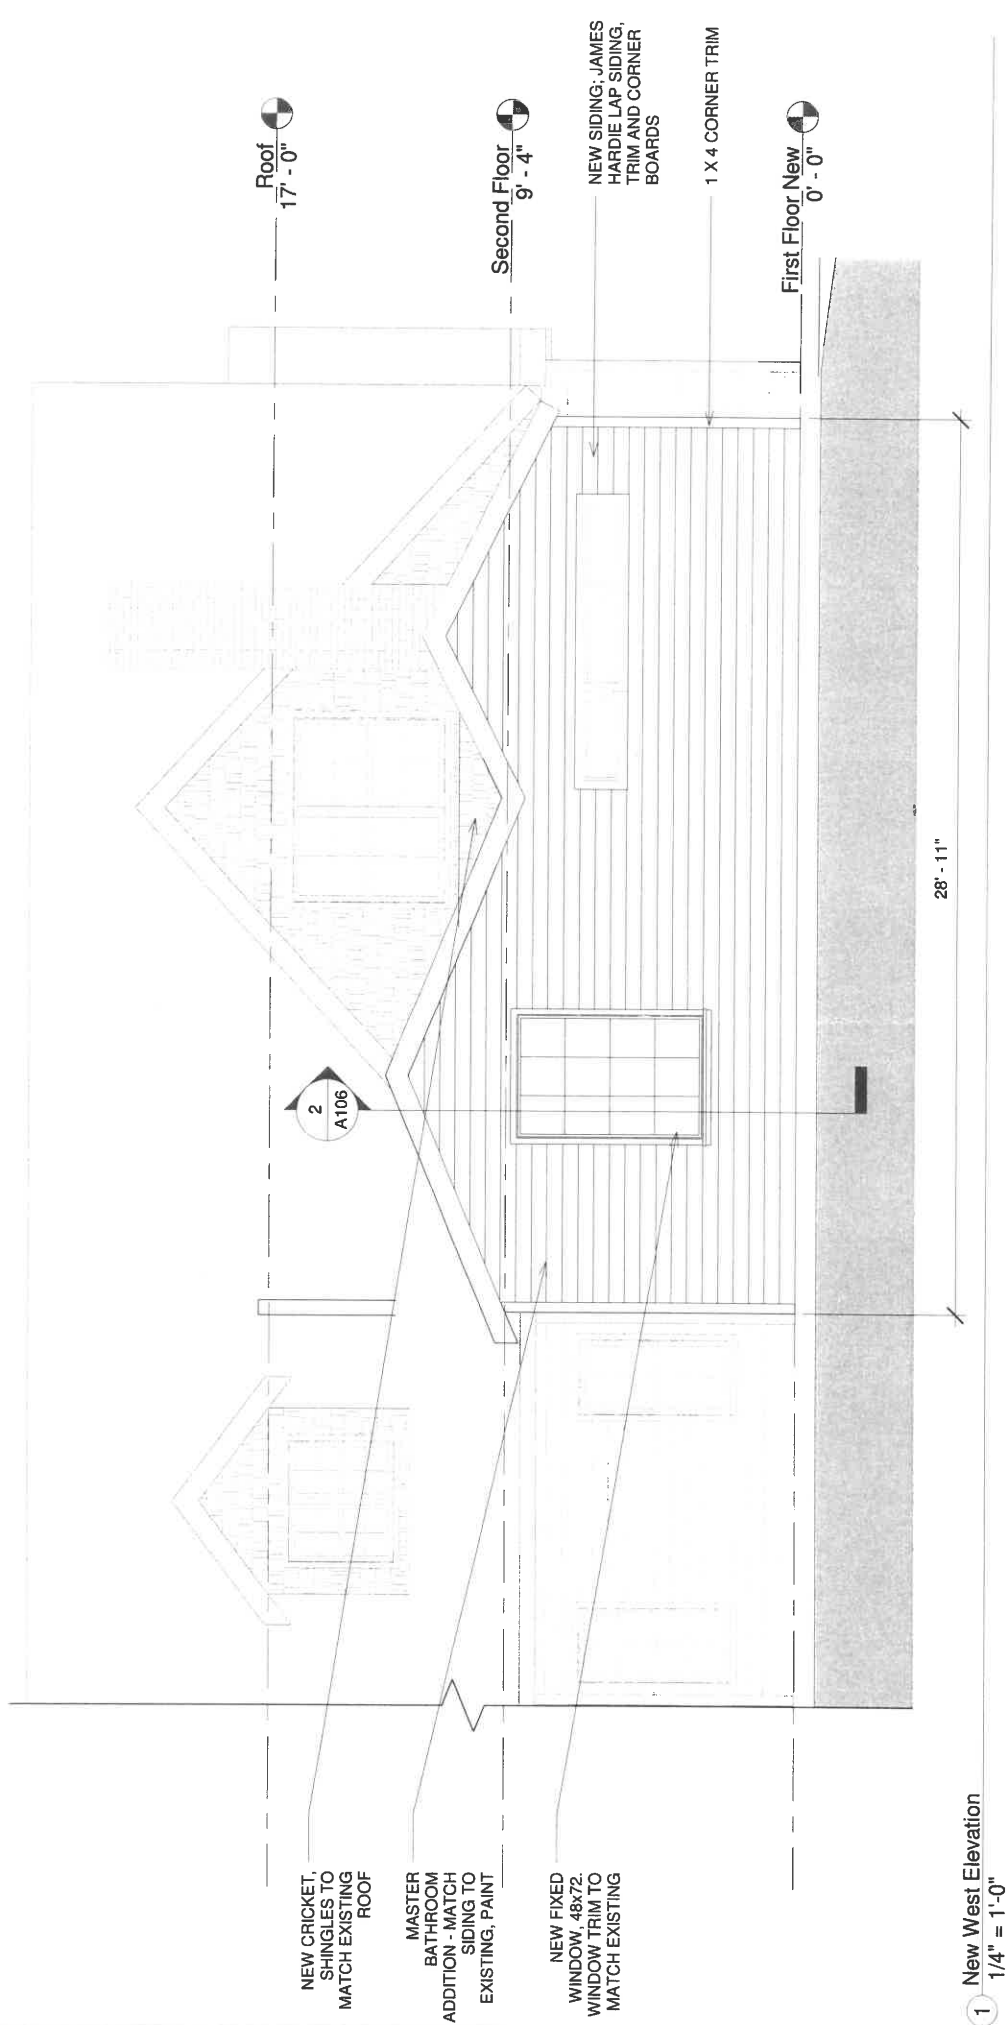 NEW CRICKET,
SHINGLES TO
MATCH EXISTING
ROOF
MASTER
BATHROOM
ADDITION - MATCH
SIDING TO
EXISTING, PAINT
NEW FIXED
WINDOW, 48x72.
WINDOW TRIM TO
MATCH EXISTING
2
A106
Roof
17' - 0"
Second Floor
9' - 4"
NEW SIDING; JAMES
HARDIE LAP SIDING,
TRIM AND CORNER
BOARDS
1 X 4 CORNER TRIM
First Floor New
0' - 0"
28' - 11"
1
New West Elevation
1/4" = 1'-0"